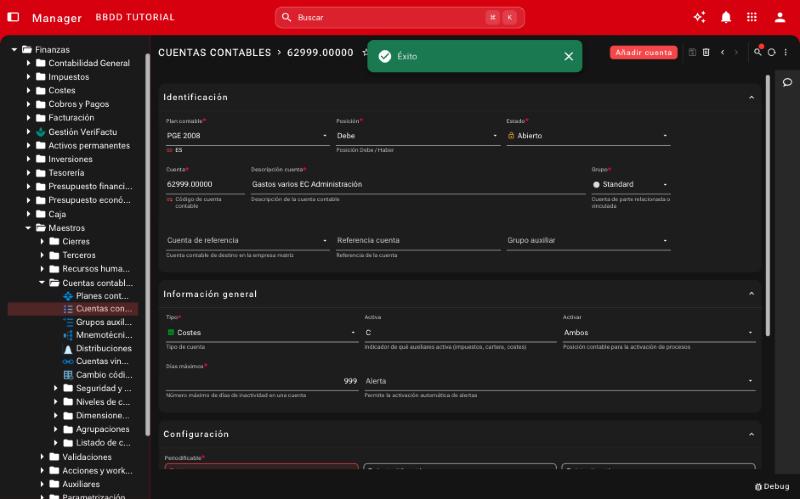 Manager
BBDD TUTORIAL
Buscar
⌘ K
Finanzas
Contabilidad General
Impuestos
Costes
Cobros y Pagos
Facturación
Gestión VeriFactu
Activos permanentes
Inversiones
Tesorería
Presupuesto financi...
Presupuesto econó...
Caja
Maestros
Cierres
Terceros
Recursos huma...
Cuentas contabl...
Planes cont...
Cuentas con...
Grupos auxil...
Mnemotécni...
Distribuciones
Cuentas vin...
Cambio códi...
Seguridad y ...
Niveles de c...
Dimensione...
Agrupaciones
Listado de c...
Validaciones
Acciones y work...
Auxiliares
Parametrización
CUENTAS CONTABLES > 62999.00000
Éxito
Añadir cuenta
Identificación
Plan contable* Posición* Estado*
PGE 2008 Debe Abierto
ES Posición Debe / Haber
Cuenta* Descripción cuenta* Grupo*
62999.00000 Gastos varios EC Administración Standard
Código de cuenta contable Descripción de la cuenta contable Cuenta de parte relacionada o vinculada
Cuenta de referencia Referencia cuenta Grupo auxiliar
Cuenta contable de destino en la empresa matriz Referencia de la cuenta
Información general
Tipo* Activa Activar
Costes C Ambos
Tipo de cuenta Indicador de qué auxiliares activa (impuestos, cartera, costes) Posición contable para la activación de procesos
Días máximos*
999 Alerta
Número máximo de días de inactividad en una cuenta Permite la activación automática de alertas
Configuración
Periodificable*
Debug